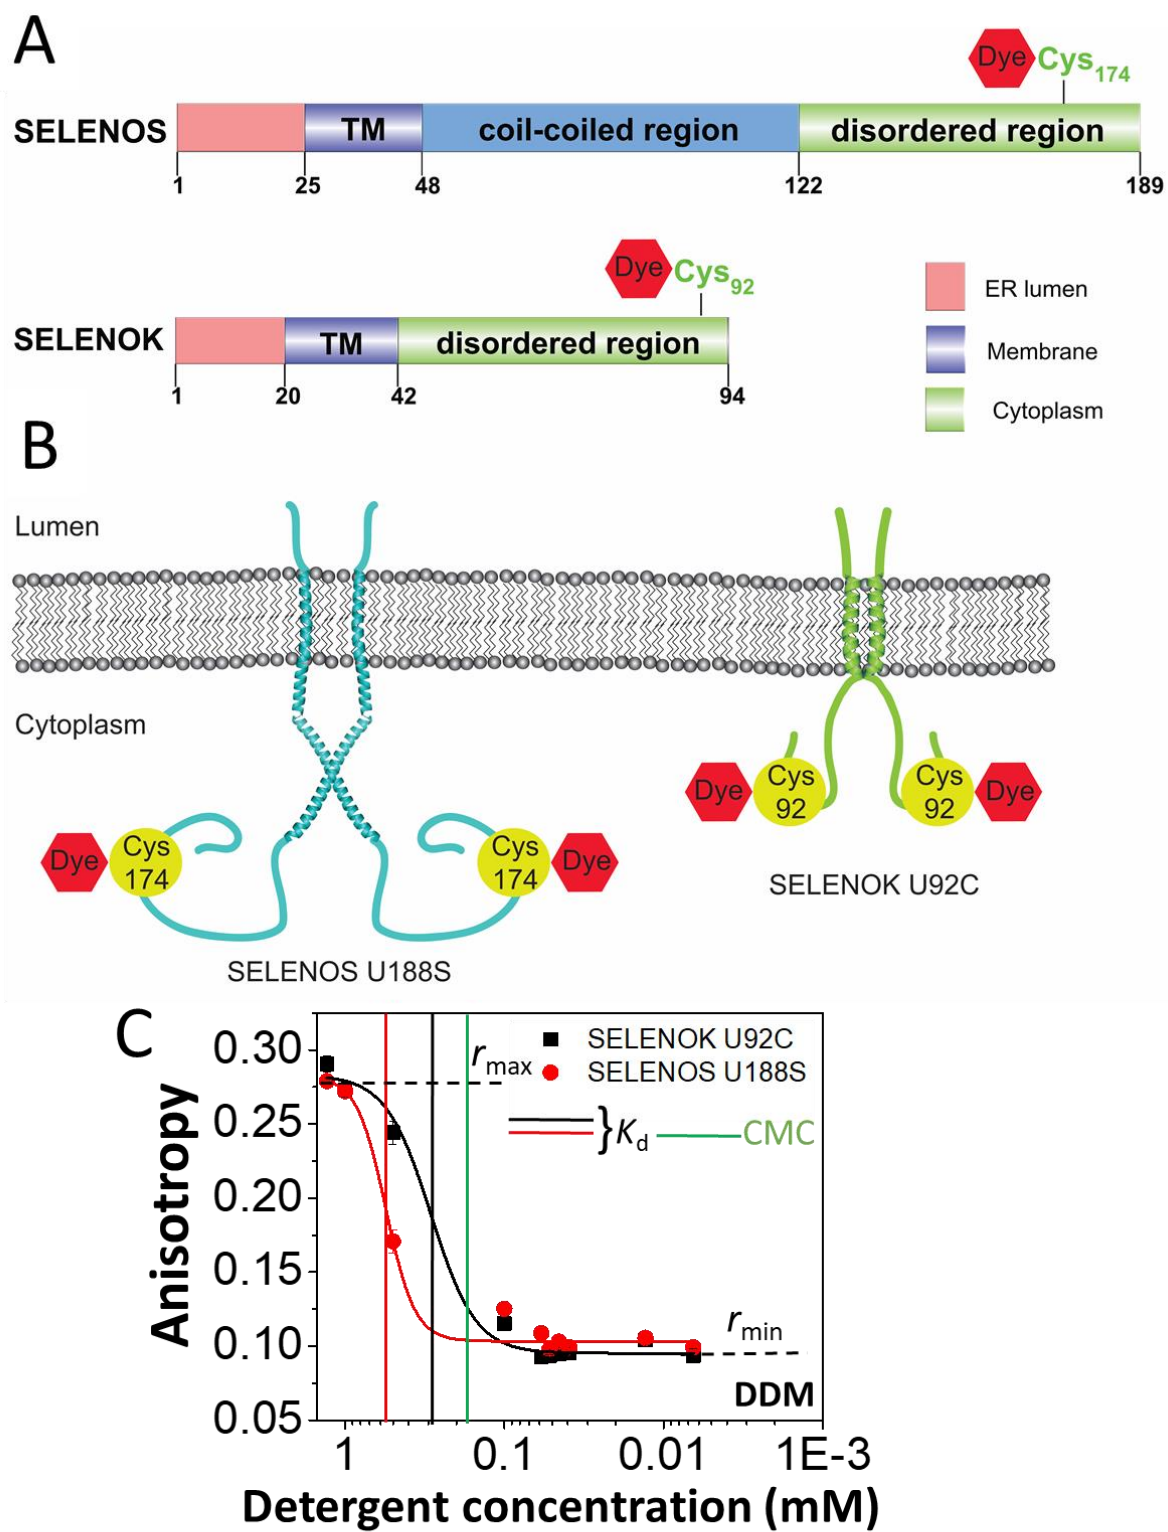 A
Dye Cys174
SELENOS TM coil-coiled region disordered region
1 25 48 122 189
Dye Cys92
SELENOK TM disordered region
1 20 42 94
ER lumen
Membrane
Cytoplasm
B
Lumen
Cytoplasm
Dye Cys 174
Cys 174 Dye
SELENOS U188S
Dye Cys 92
Cys 92 Dye
SELENOK U92C
C
Anisotropy
0.30
0.25
0.20
0.15
0.10
0.05
rmax
SELENOK U92C
SELENOS U188S
}Kd CMC
rmin
DDM
1 0.1 0.01 1E-3
Detergent concentration (mM)